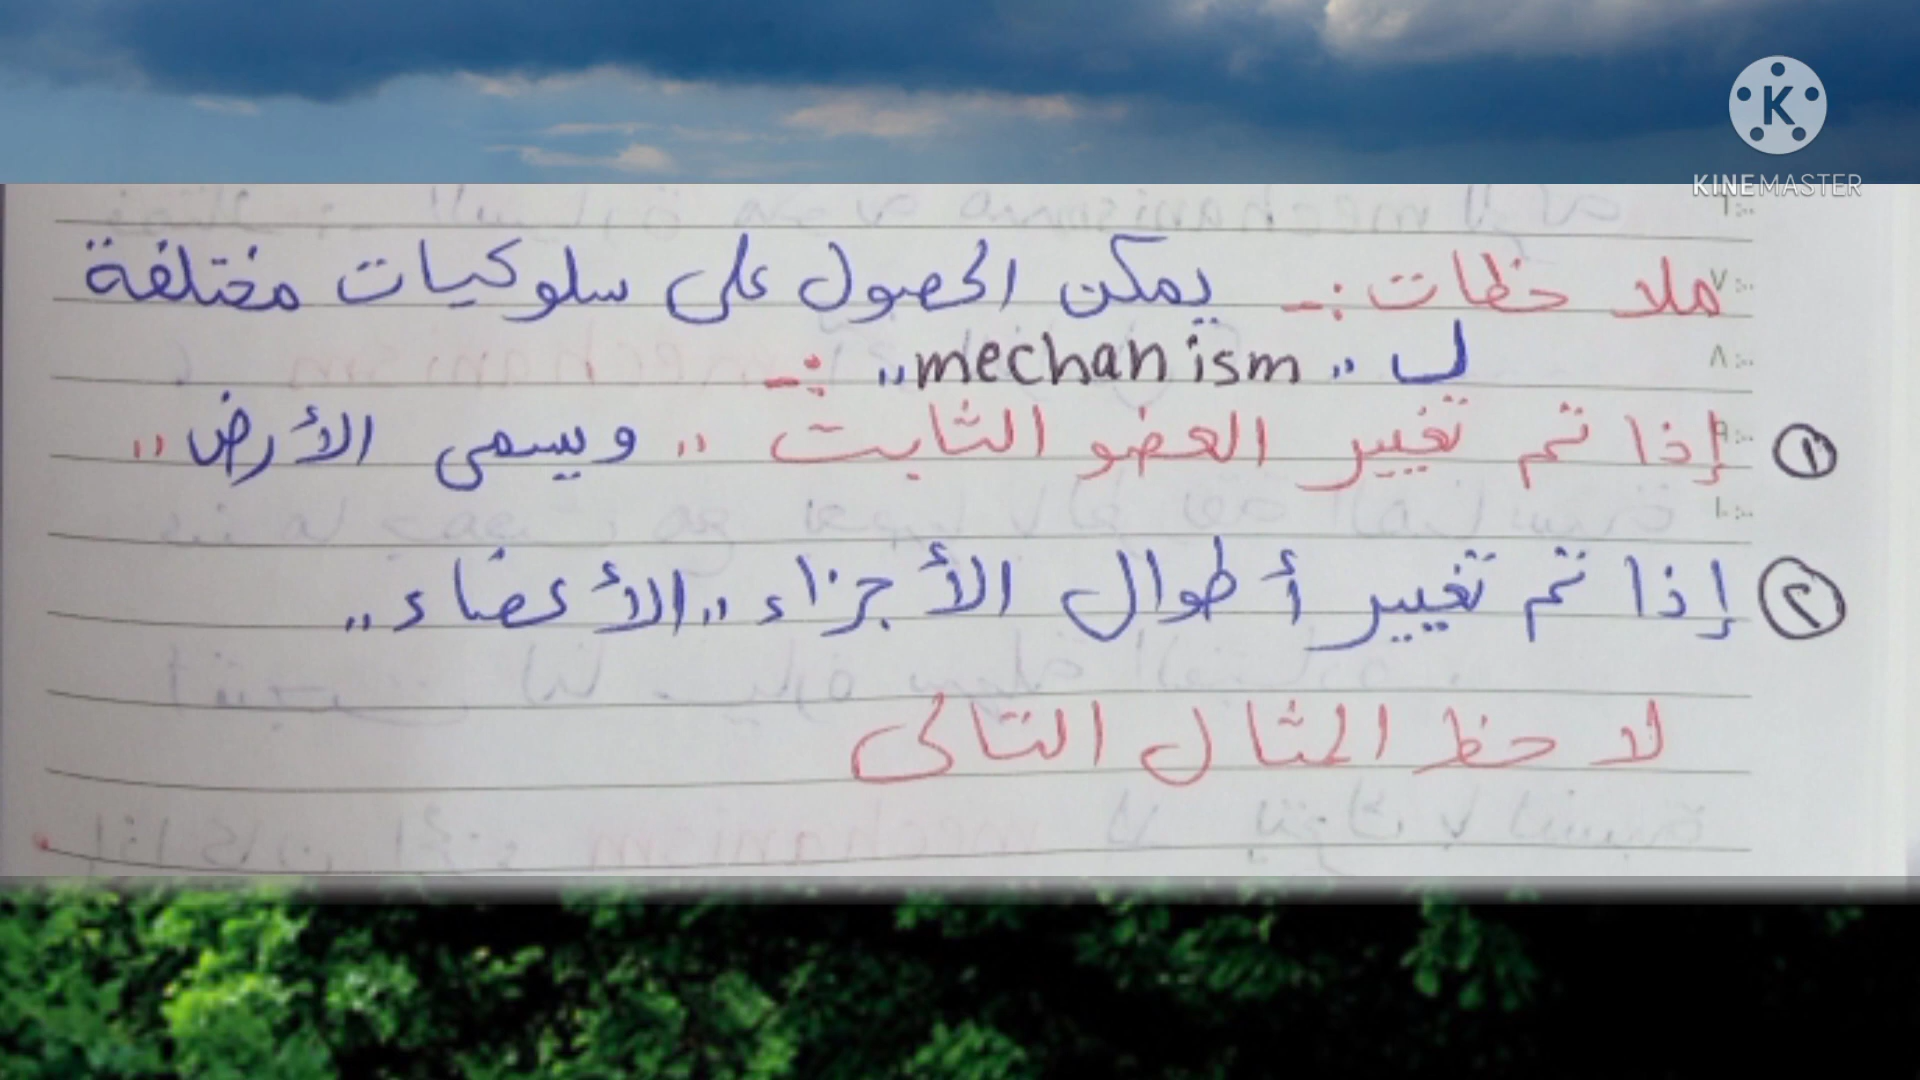 KINEMASTER
ملاحظات :- يمكن الحصول على سلوكيات مختلفة
ل "mechanism" :-
① إذا تم تغيير العضو الثابت "ويسمى الأرض"
② إذا تم تغيير أطوال الأجزاء "الأعضاء"
لاحظ المثال التالى